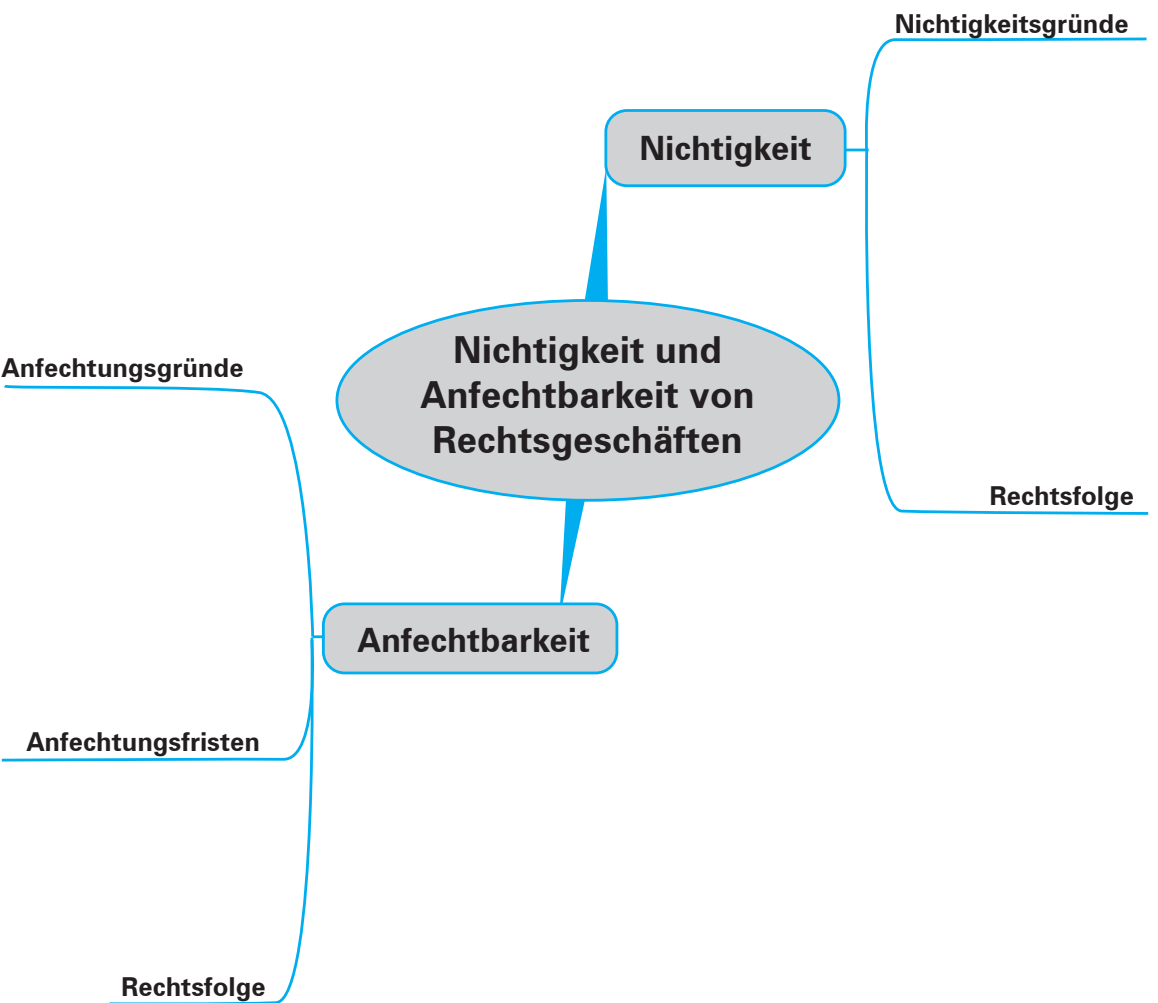 Nichtigkeitsgründe
Nichtigkeit
Nichtigkeit und
Anfechtbarkeit von
Rechtsgeschäften
Anfechtungsgründe
Rechtsfolge
Anfechtbarkeit
Anfechtungsfristen
Rechtsfolge